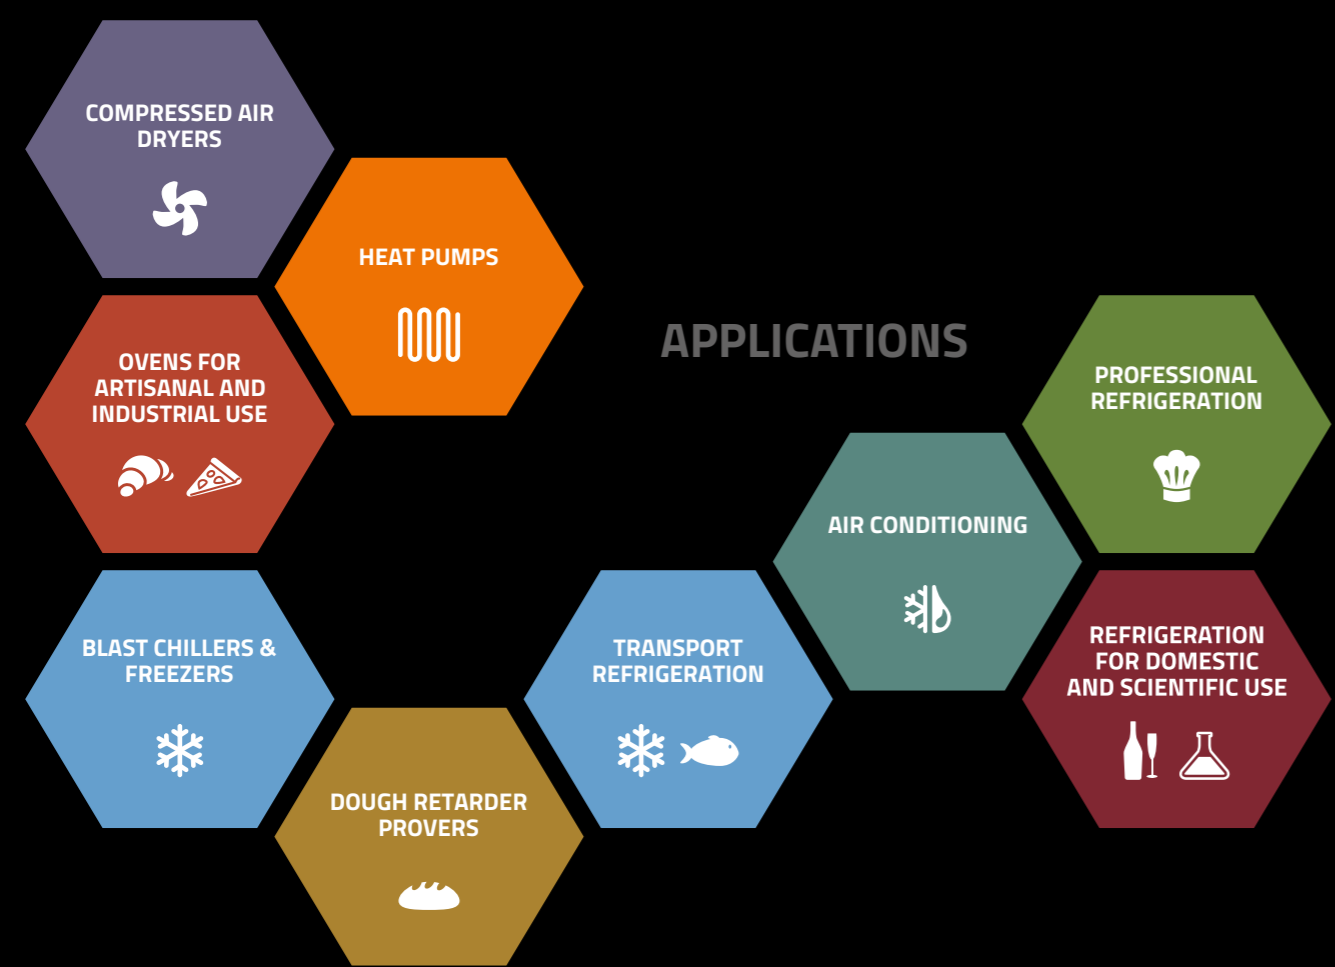 COMPRESSED AIR
DRYERS
HEAT PUMPS
OVENS FOR
ARTISANAL AND
INDUSTRIAL USE
APPLICATIONS
PROFESSIONAL
REFRIGERATION
AIR CONDITIONING
BLAST CHILLERS &
FREEZERS
TRANSPORT
REFRIGERATION
REFRIGERATION
FOR DOMESTIC
AND SCIENTIFIC USE
DOUGH RETARDER
PROVERS